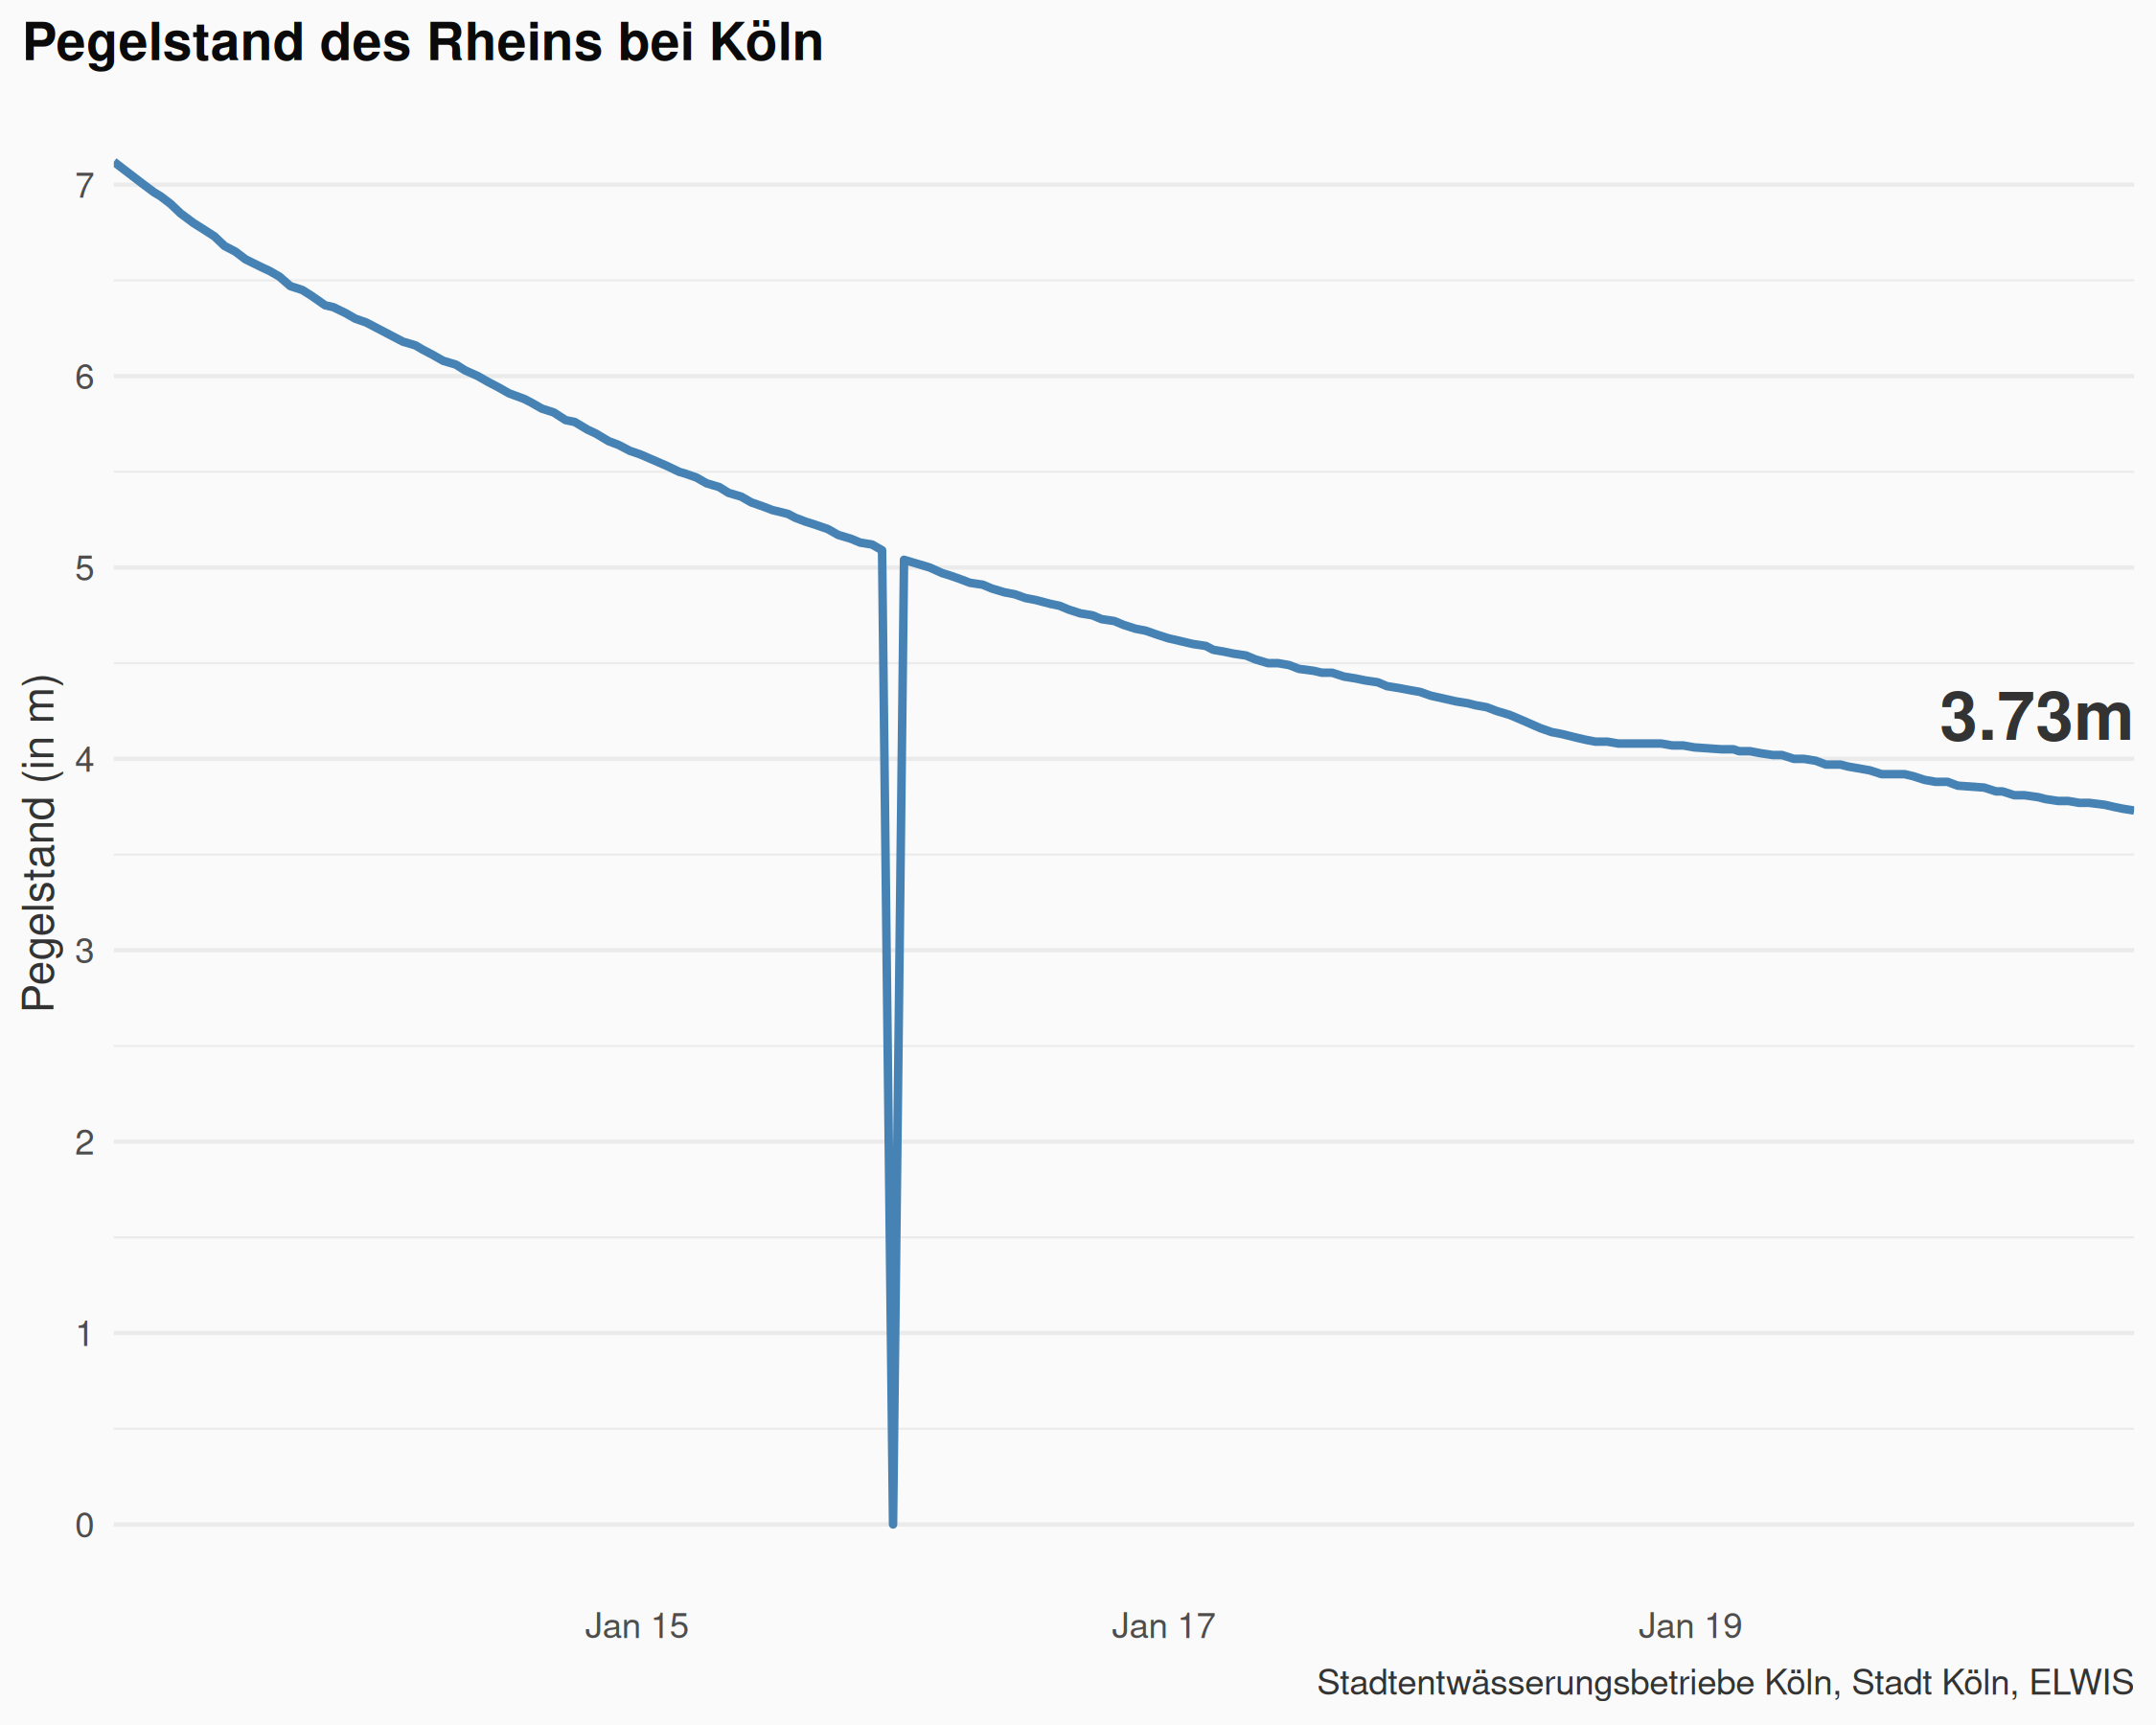 Pegelstand des Rheins bei Köln
Pegelstand (in m)
7
6
5
4
3
2
1
0
3.73m
Jan 15
Jan 17
Jan 19
Stadtentwässerungsbetriebe Köln, Stadt Köln, ELWIS